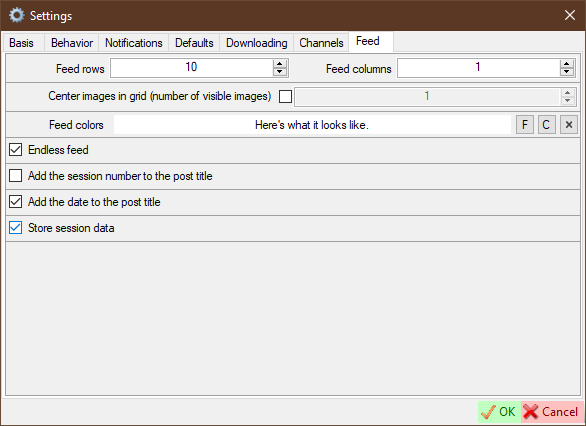 Settings
Basis Behavior Notifications Defaults Downloading Channels Feed
Feed rows 10 Feed columns 1
Center images in grid (number of visible images) 1
Feed colors Here's what it looks like. F C ×
Endless feed
Add the session number to the post title
Add the date to the post title
Store session data
OK Cancel